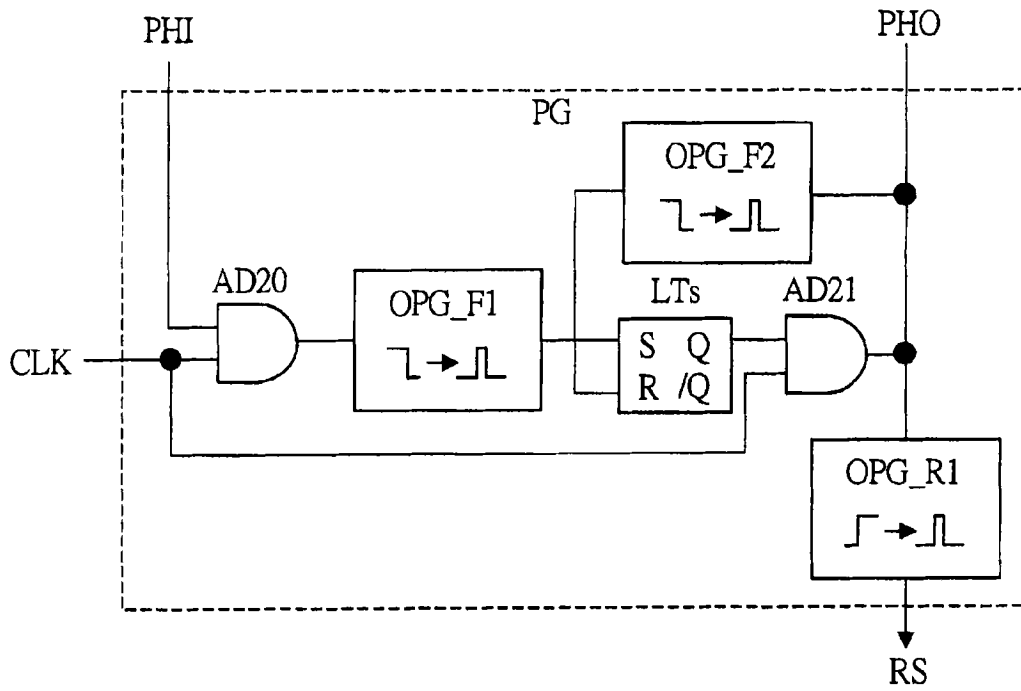 PHI
PHO
PG
OPG_F2
AD20
OPG_F1
LTs
AD21
CLK
S Q
R /Q
OPG_R1
RS